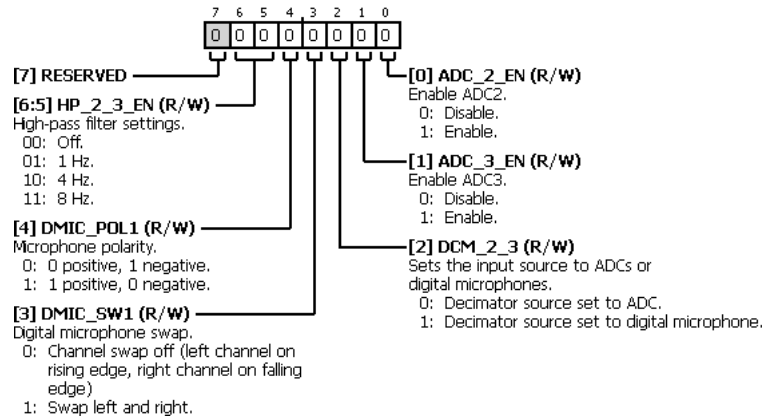 7 6 5 4 3 2 1 0
0 0 0 0 0 0 0 0
[7] RESERVED
[6:5] HP_2_3_EN (R/W)
High-pass filter settings.
00: Off.
01: 1 Hz.
10: 4 Hz.
11: 8 Hz.
[4] DMIC_POL1 (R/W)
Microphone polarity.
0: 0 positive, 1 negative.
1: 1 positive, 0 negative.
[3] DMIC_SW1 (R/W)
Digital microphone swap.
0: Channel swap off (left channel on
rising edge, right channel on falling
edge)
1: Swap left and right.
[0] ADC_2_EN (R/W)
Enable ADC2.
0: Disable.
1: Enable.
[1] ADC_3_EN (R/W)
Enable ADC3.
0: Disable.
1: Enable.
[2] DCM_2_3 (R/W)
Sets the input source to ADCs or
digital microphones.
0: Decimator source set to ADC.
1: Decimator source set to digital microphone.